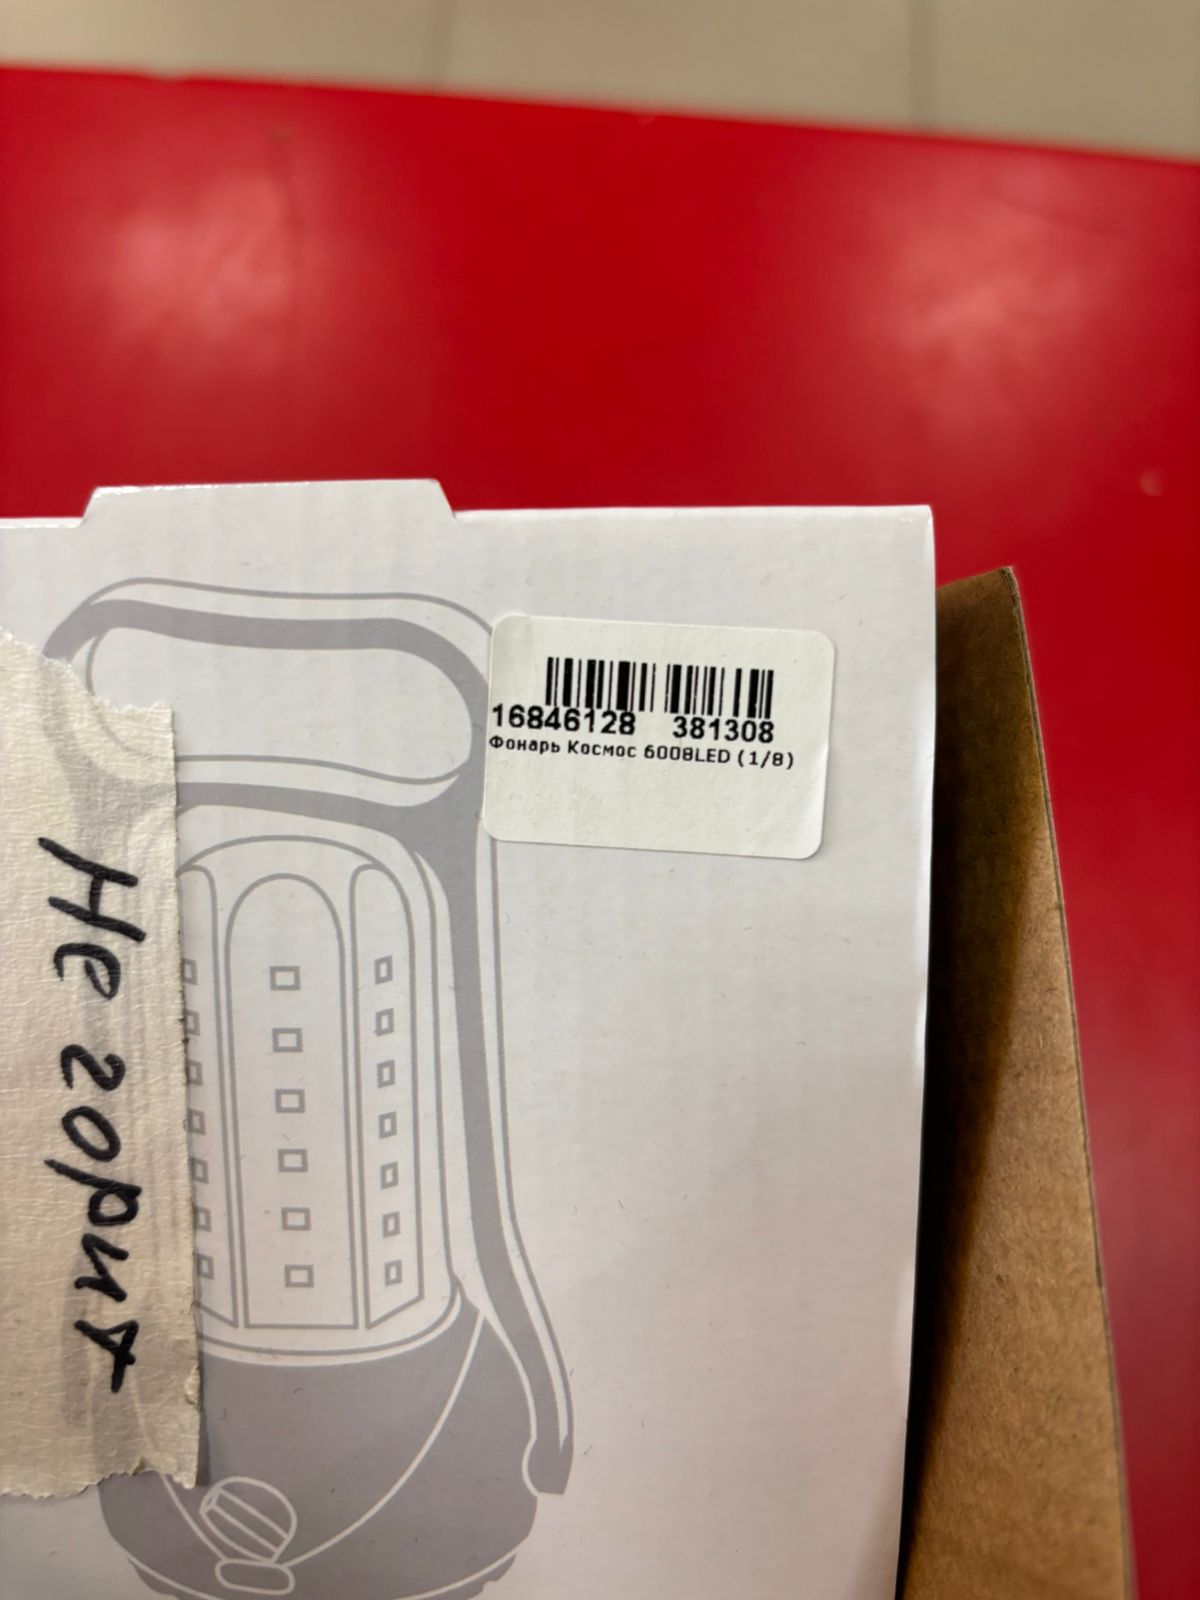 16846128 381308
Фонарь Космос 6008LED (1/8)
Не горит